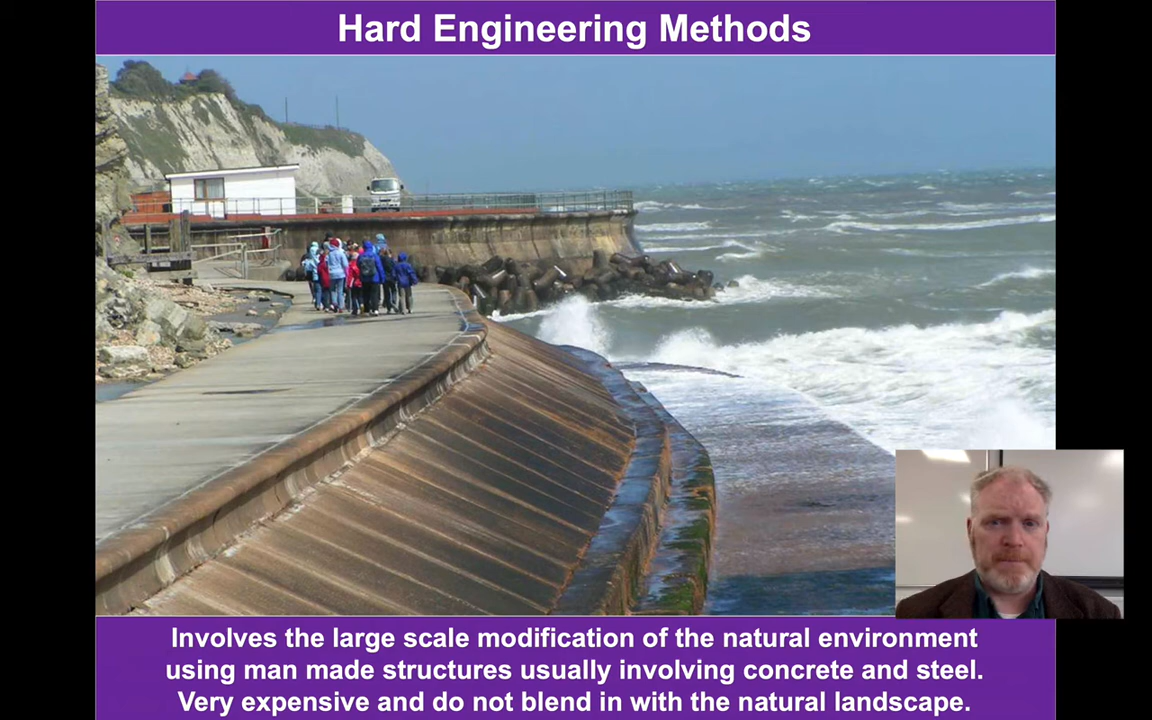 Hard Engineering Methods
Involves the large scale modification of the natural environment
using man made structures usually involving concrete and steel.
Very expensive and do not blend in with the natural landscape.